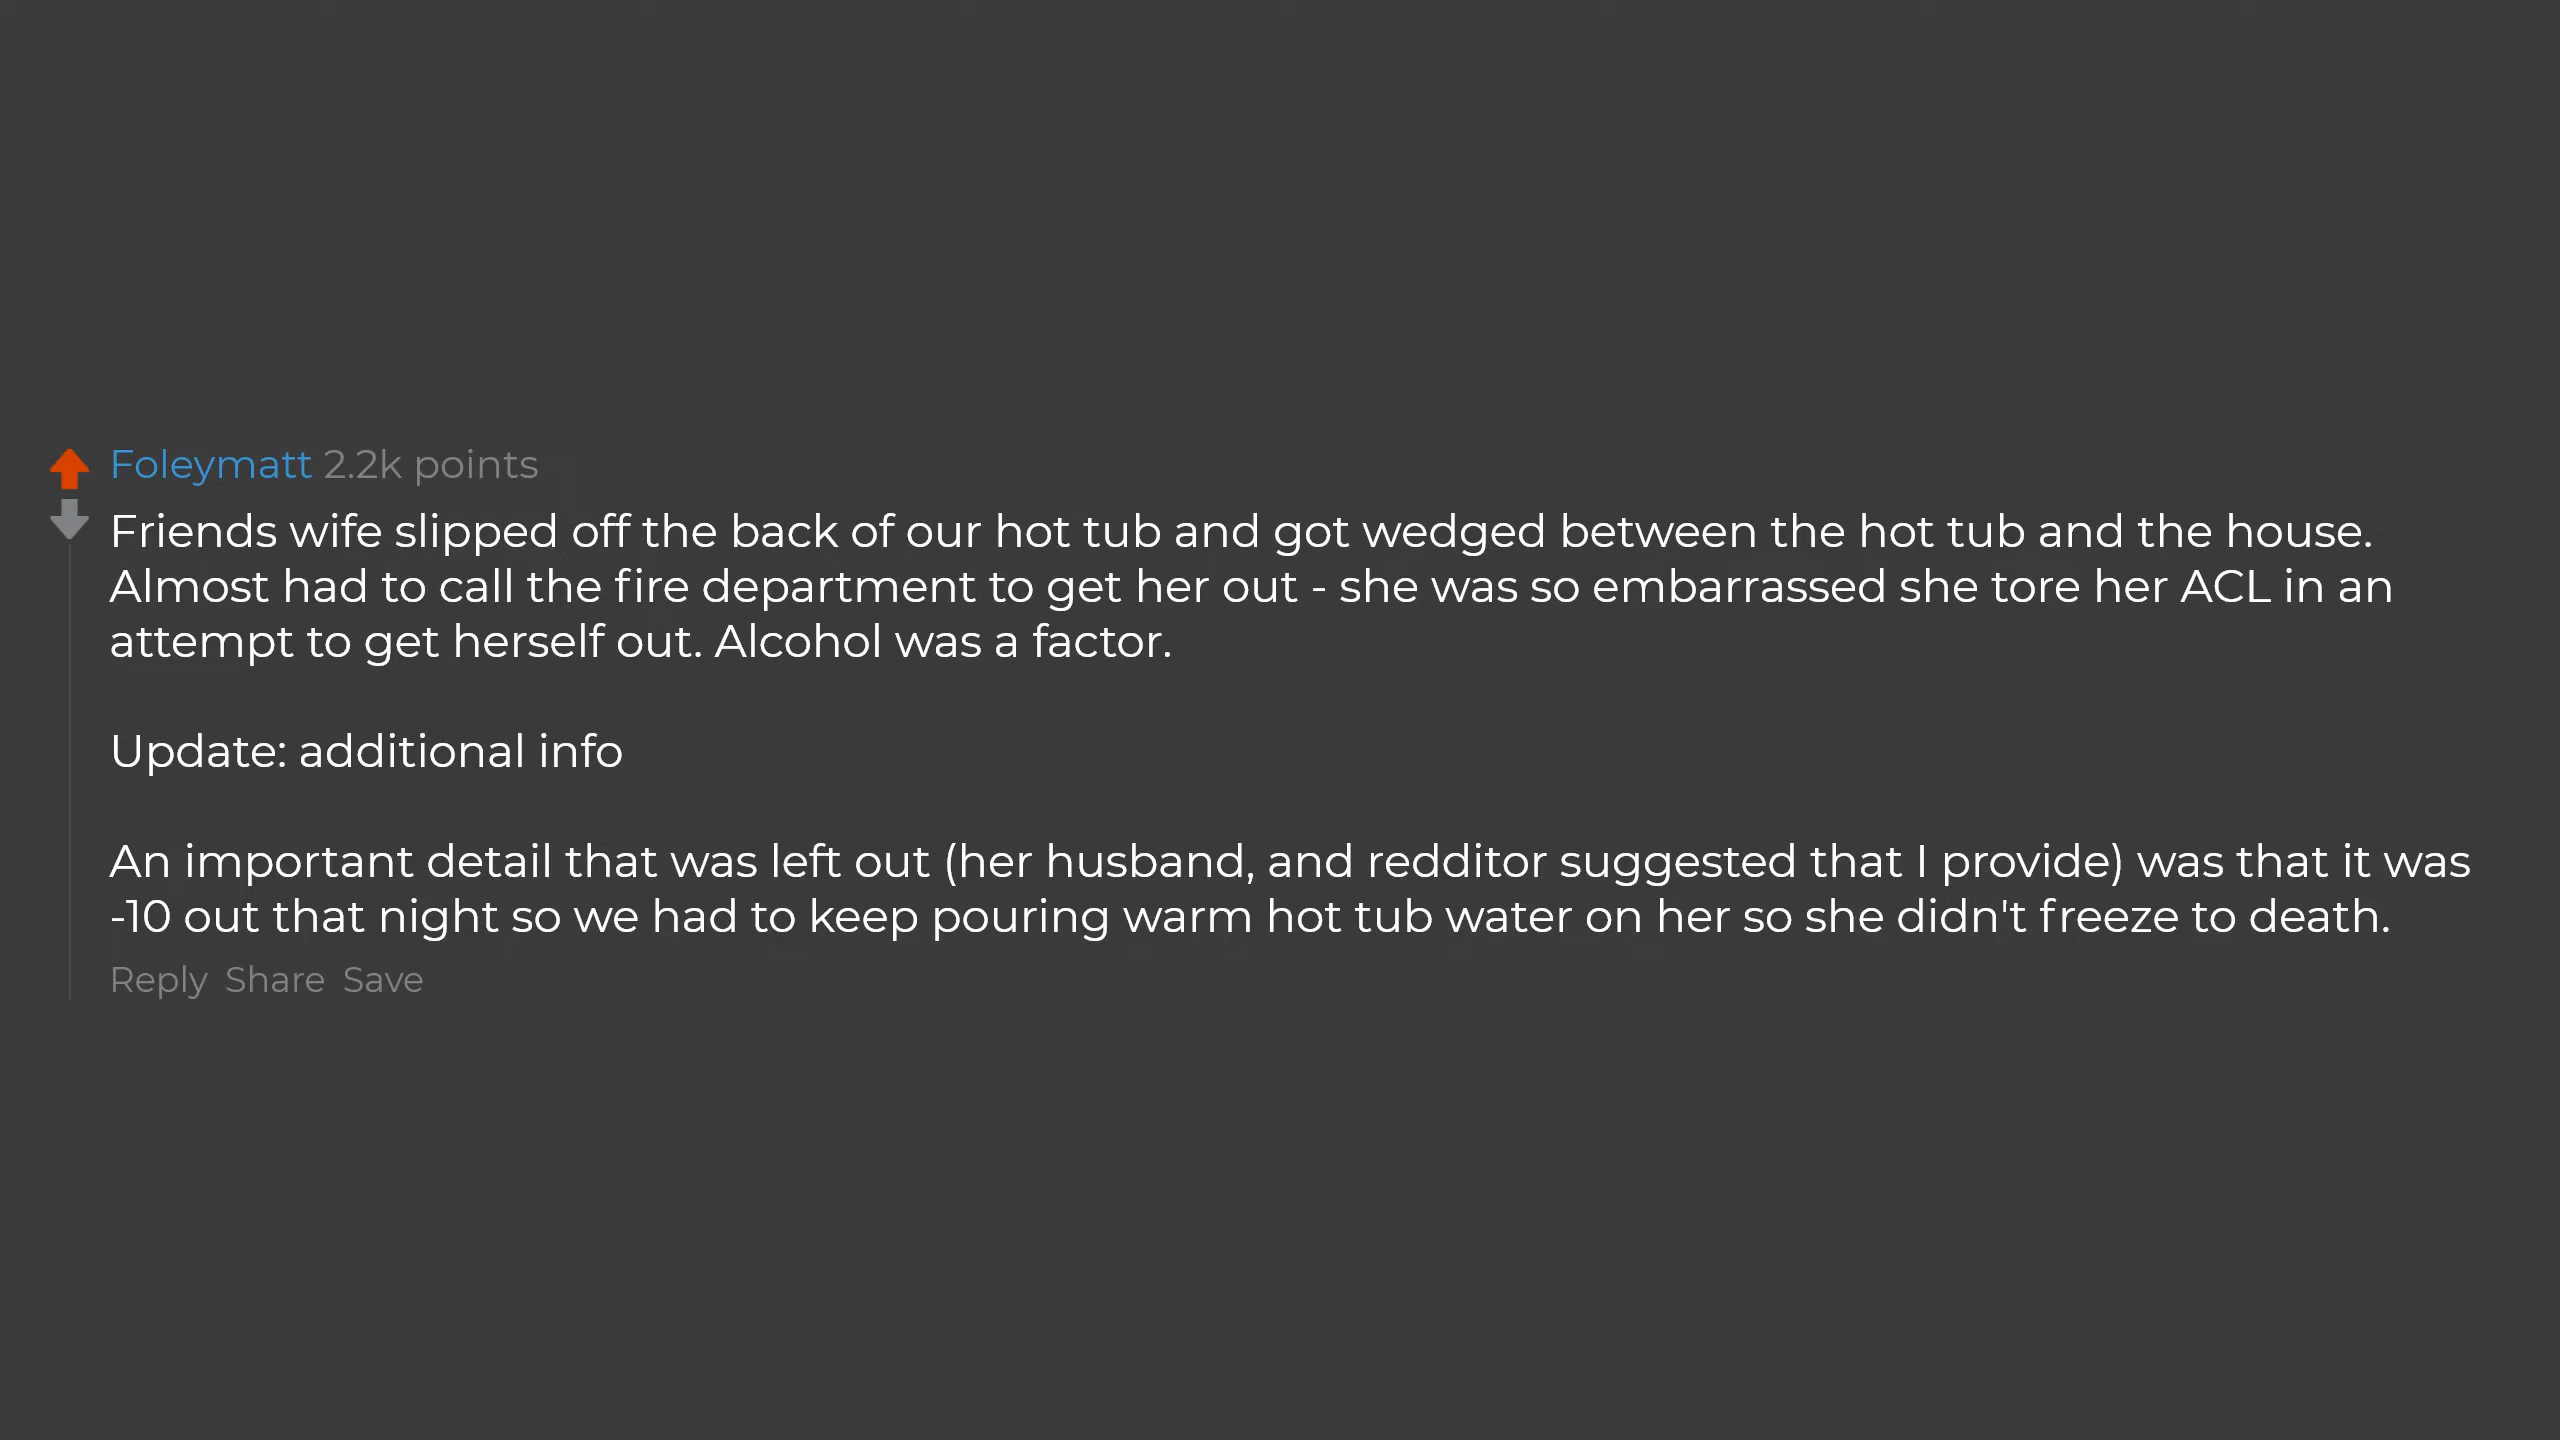 Foleymatt 2.2k points
Friends wife slipped off the back of our hot tub and got wedged between the hot tub and the house.
Almost had to call the fire department to get her out - she was so embarrassed she tore her ACL in an
attempt to get herself out. Alcohol was a factor.
Update: additional info
An important detail that was left out (her husband, and redditor suggested that I provide) was that it was
-10 out that night so we had to keep pouring warm hot tub water on her so she didn't freeze to death.
Reply Share Save